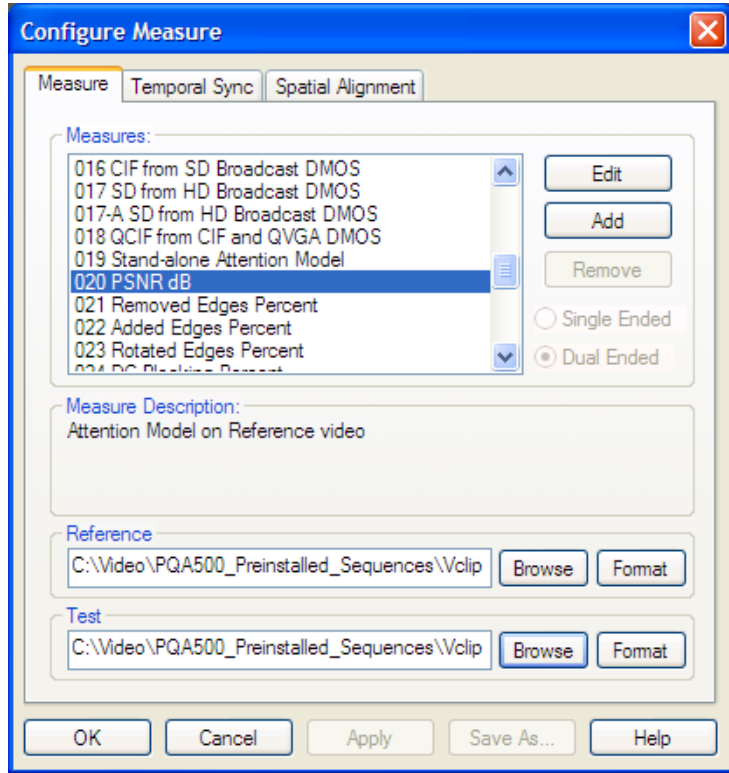 Configure Measure
Measure
Temporal Sync
Spatial Alignment
Measures:
016 CIF from SD Broadcast DMOS
017 SD from HD Broadcast DMOS
017-A SD from HD Broadcast DMOS
018 QCIF from CIF and QVGA DMOS
019 Stand-alone Attention Model
020 PSNR dB
021 Removed Edges Percent
022 Added Edges Percent
023 Rotated Edges Percent
024 DC Blocking Percent
Edit
Add
Remove
Single Ended
Dual Ended
Measure Description:
Attention Model on Reference video
Reference
C:\Video\PQA500_Preinstalled_Sequences\Vclip
Browse
Format
Test
C:\Video\PQA500_Preinstalled_Sequences\Vclip
Browse
Format
OK
Cancel
Apply
Save As...
Help